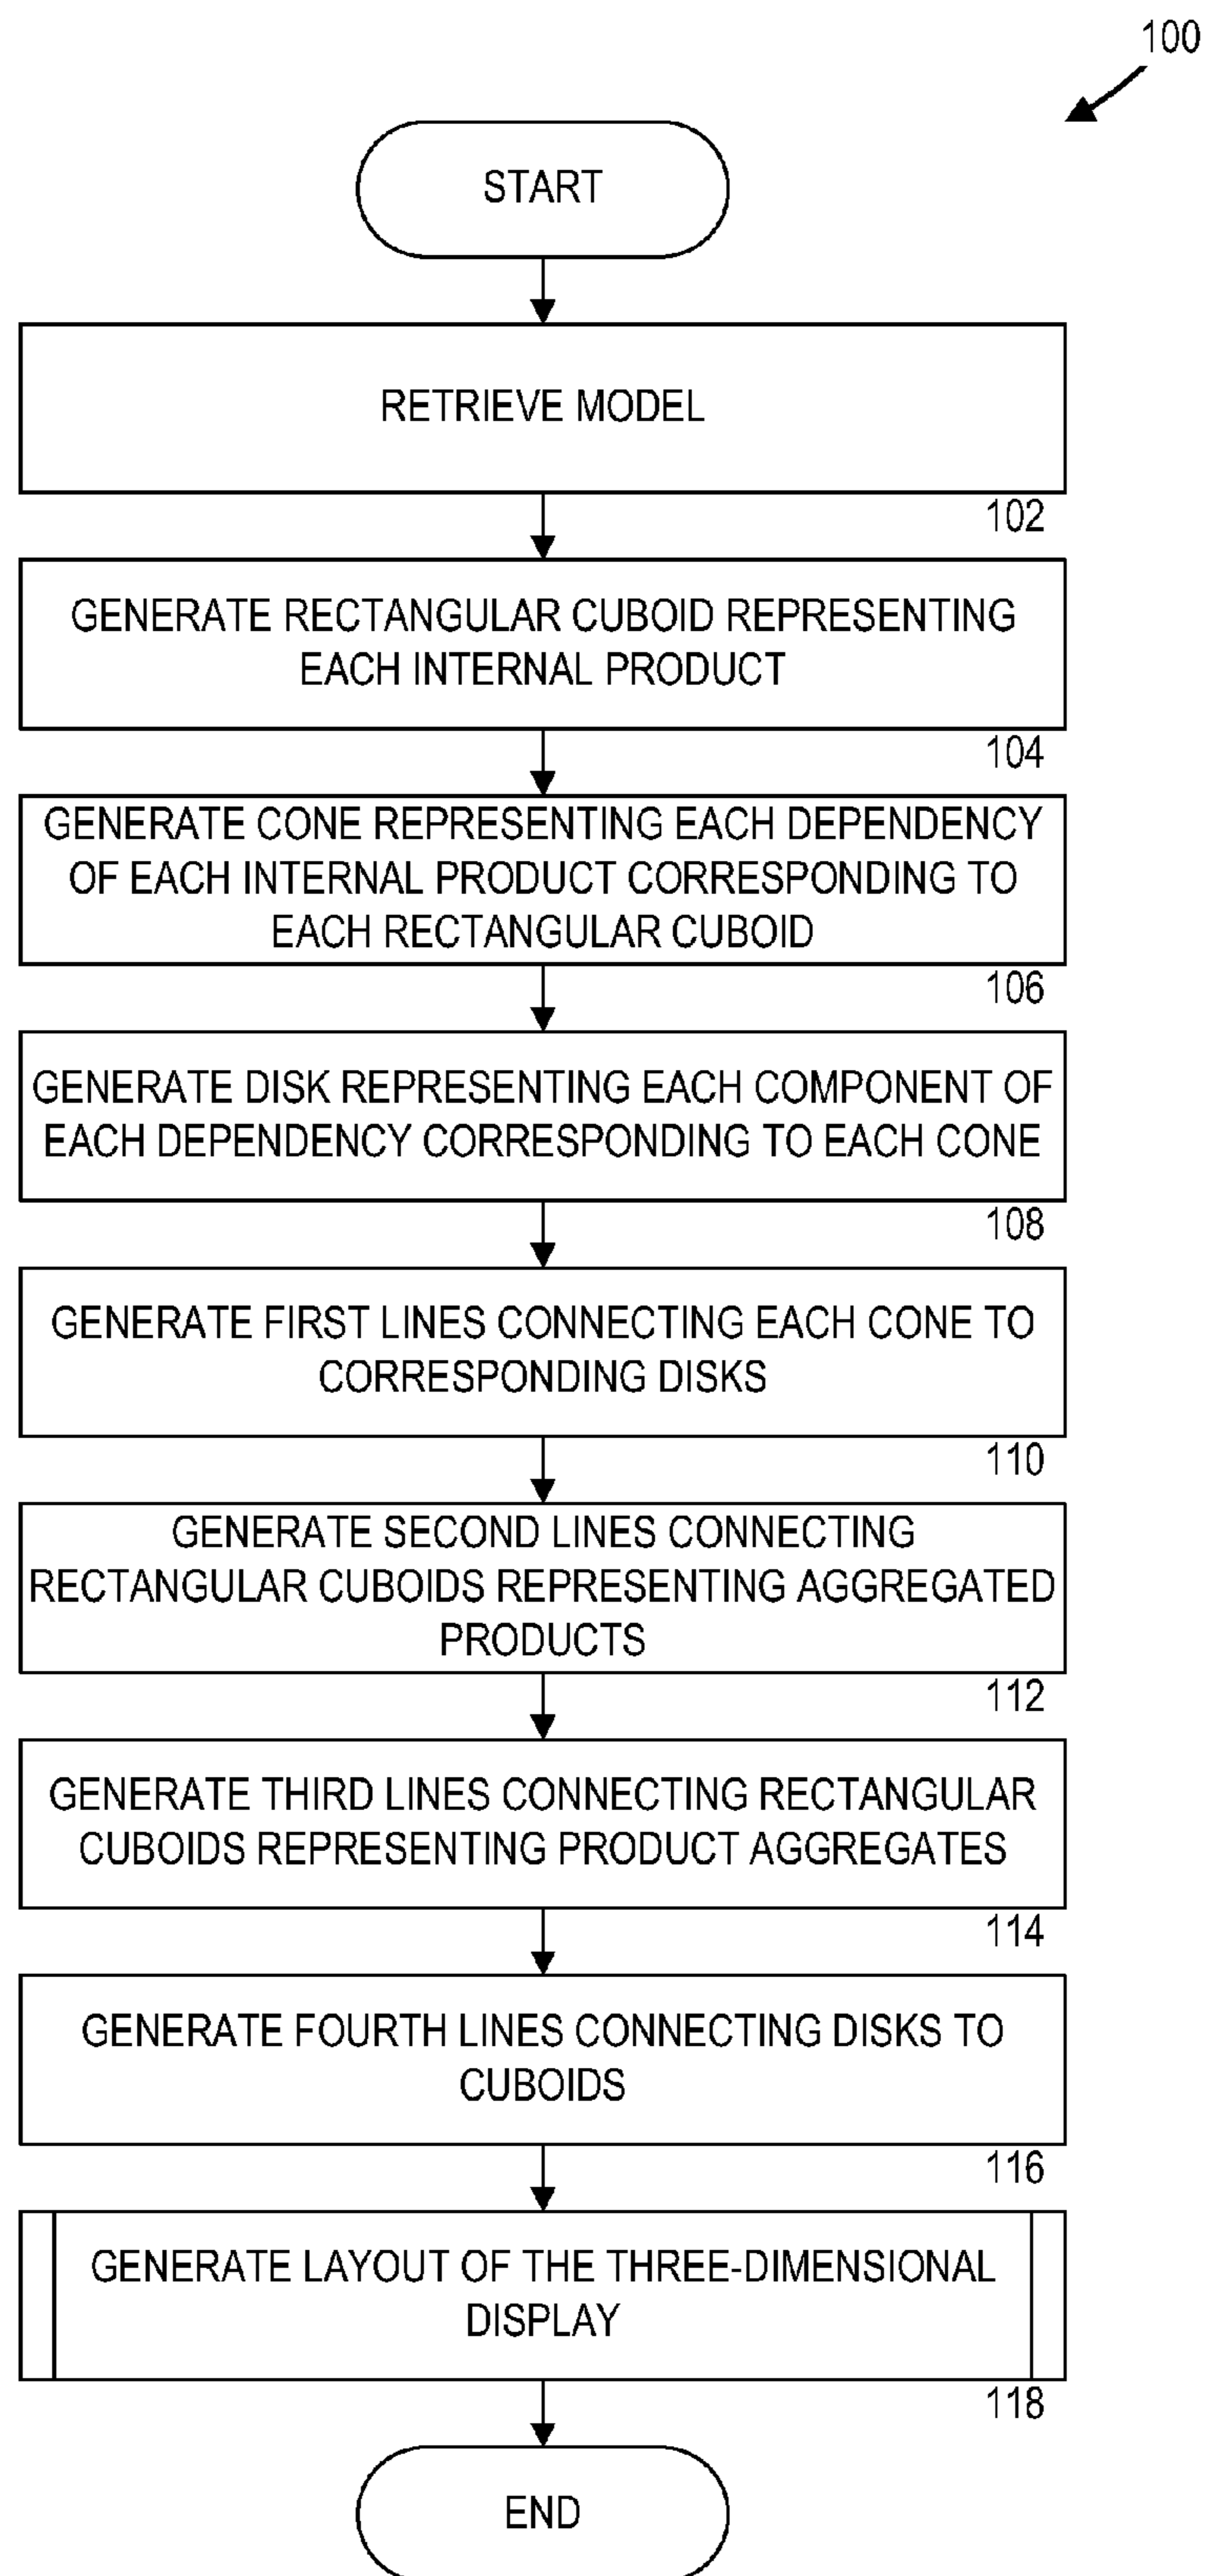 100
START
RETRIEVE MODEL
102
GENERATE RECTANGULAR CUBOID REPRESENTING
EACH INTERNAL PRODUCT
104
GENERATE CONE REPRESENTING EACH DEPENDENCY
OF EACH INTERNAL PRODUCT CORRESPONDING TO
EACH RECTANGULAR CUBOID
106
GENERATE DISK REPRESENTING EACH COMPONENT OF
EACH DEPENDENCY CORRESPONDING TO EACH CONE
108
GENERATE FIRST LINES CONNECTING EACH CONE TO
CORRESPONDING DISKS
110
GENERATE SECOND LINES CONNECTING
RECTANGULAR CUBOIDS REPRESENTING AGGREGATED
PRODUCTS
112
GENERATE THIRD LINES CONNECTING RECTANGULAR
CUBOIDS REPRESENTING PRODUCT AGGREGATES
114
GENERATE FOURTH LINES CONNECTING DISKS TO
CUBOIDS
116
GENERATE LAYOUT OF THE THREE-DIMENSIONAL
DISPLAY
118
END